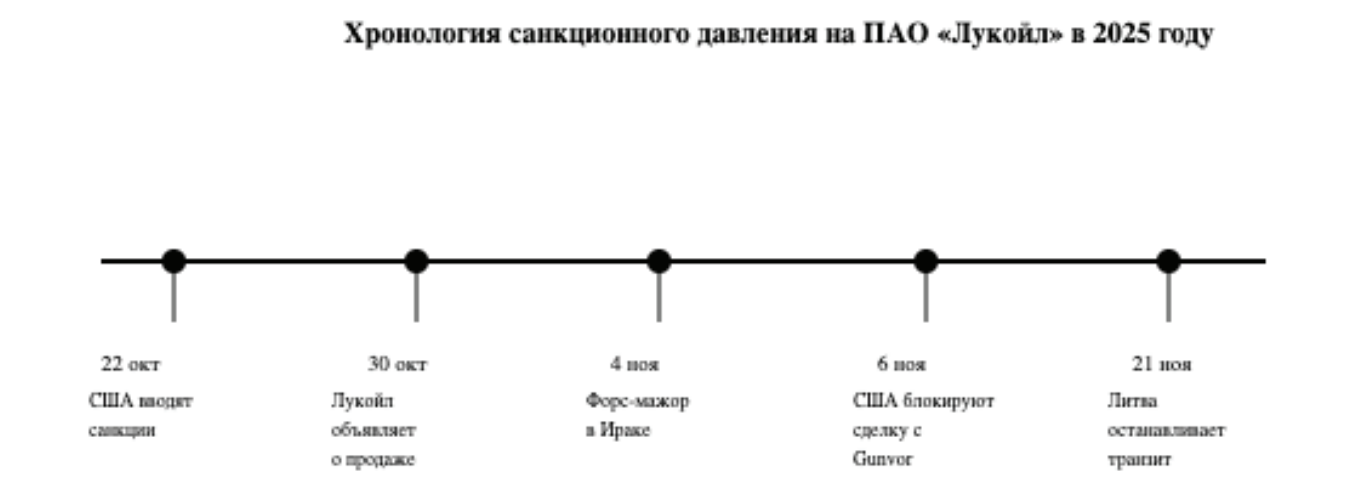 Хронология санкционного давления на ПАО «Лукойл» в 2025 году
22 окт
США вводят
санкции
30 окт
Лукойл
объявляет
о продаже
4 ноя
Форс-мажор
в Ираке
6 ноя
США блокируют
сделку с
Gunvor
21 ноя
Литва
останавливает
транзит